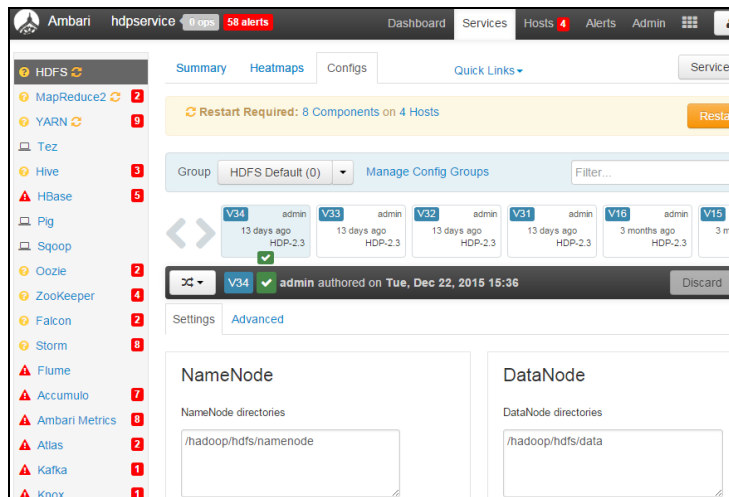 Ambari hdpservice 0 ops 58 alerts Dashboard Services Hosts 4 Alerts Admin
HDFS
MapReduce2 2
YARN 9
Tez
Hive 3
HBase 5
Pig
Sqoop
Oozie 2
ZooKeeper 4
Falcon 2
Storm 8
Flume
Accumulo 7
Ambari Metrics 8
Atlas 2
Kafka 1
Knox 1
Summary Heatmaps Configs Quick Links Service
Restart Required: 8 Components on 4 Hosts Resta
Group HDFS Default (0) Manage Config Groups Filter...
V34 admin
13 days ago
HDP-2.3
V33 admin
13 days ago
HDP-2.3
V32 admin
13 days ago
HDP-2.3
V31 admin
13 days ago
HDP-2.3
V16 admin
3 months ago
HDP-2.3
V15
3 m
V34 admin authored on Tue, Dec 22, 2015 15:36 Discard
Settings Advanced
NameNode
NameNode directories
/hadoop/hdfs/namenode
DataNode
DataNode directories
/hadoop/hdfs/data